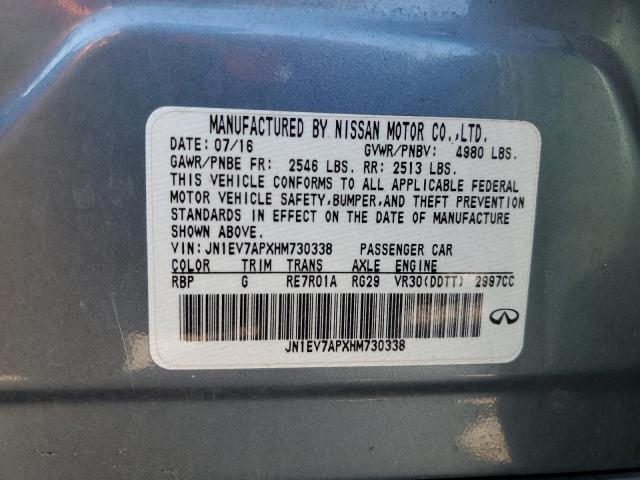 MANUFACTURED BY NISSAN MOTOR CO.,LTD.
DATE: 07/16 GVWR/PNBV: 4980 LBS.
GAWR/PNBE FR: 2546 LBS. RR: 2513 LBS.
THIS VEHICLE CONFORMS TO ALL APPLICABLE FEDERAL
MOTOR VEHICLE SAFETY, BUMPER, AND THEFT PREVENTION
STANDARDS IN EFFECT ON THE DATE OF MANUFACTURE
SHOWN ABOVE.
VIN: JN1EV7APXHM730338 PASSENGER CAR
COLOR TRIM TRANS AXLE ENGINE
RBP G RE7R01A RG29 VR30(DDTT) 2997CC
JN1EV7APXHM730338